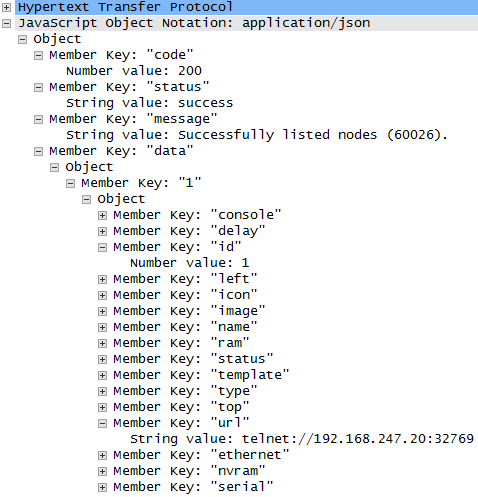 Hypertext Transfer Protocol
JavaScript Object Notation: application/json
Object
Member Key: "code"
Number value: 200
Member Key: "status"
String value: success
Member Key: "message"
String value: Successfully listed nodes (60026).
Member Key: "data"
Object
Member Key: "1"
Object
Member Key: "console"
Member Key: "delay"
Member Key: "id"
Number value: 1
Member Key: "left"
Member Key: "icon"
Member Key: "image"
Member Key: "name"
Member Key: "ram"
Member Key: "status"
Member Key: "template"
Member Key: "type"
Member Key: "top"
Member Key: "url"
String value: telnet://192.168.247.20:32769
Member Key: "ethernet"
Member Key: "nvram"
Member Key: "serial"